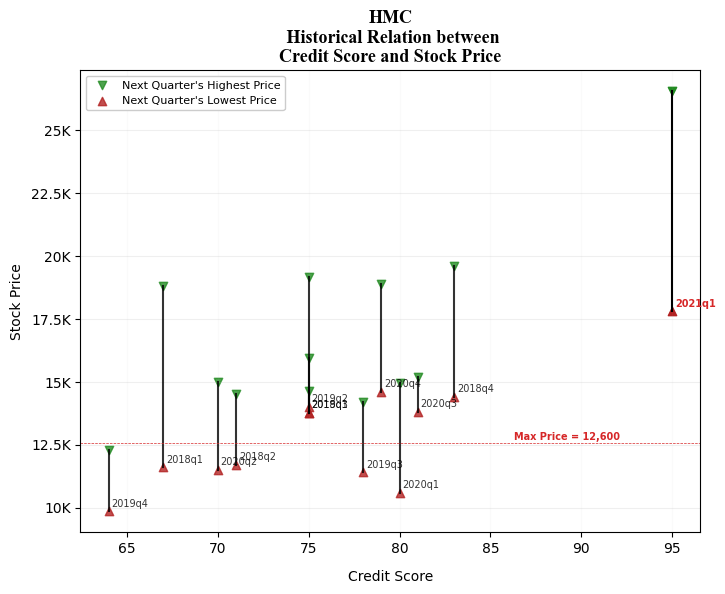 HMC
Historical Relation between
Credit Score and Stock Price
Next Quarter's Highest Price
Next Quarter's Lowest Price
25K
22.5K
20K
17.5K
15K
12.5K
10K
Stock Price
2021q1
2020q4
2018q4
2019q2
2020q3
Max Price = 12,600
2018q1
2020q2
2018q2
2019q3
2020q1
2019q4
65
70
75
80
85
90
95
Credit Score